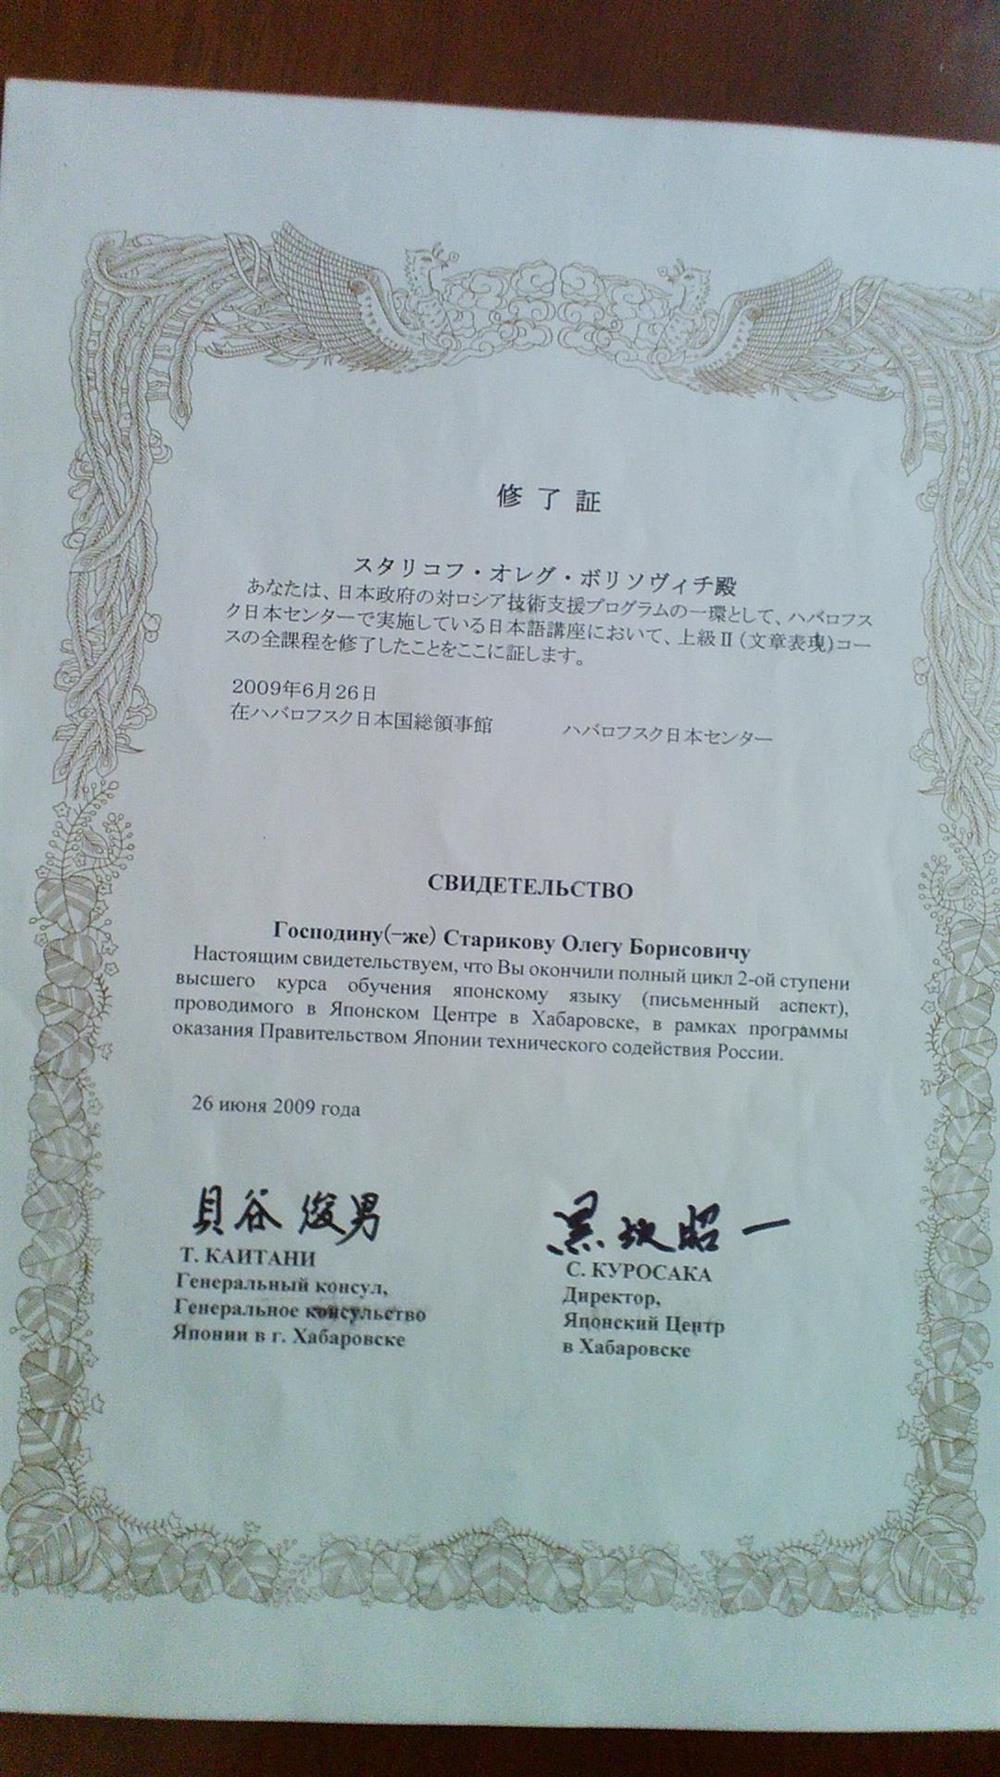 修了証
スタリコフ・オレグ・ボリソヴィチ殿
あなたは、日本政府の対ロシア技術支援プログラムの一環として、ハバロフス
ク日本センターで実施している日本語講座において、上級Ⅱ(文章表現)コー
スの全課程を修了したことをここに証します。
2009年6月26日
在ハバロフスク日本国総領事館 ハバロフスク日本センター
СВИДЕТЕЛЬСТВО
Господину(-же) Старикову Олегу Борисовичу
Настоящим свидетельствуем, что Вы окончили полный цикл 2-ой ступени
высшего курса обучения японскому языку (письменный аспект),
проводимого в Японском Центре в Хабаровске, в рамках программы
оказания Правительством Японии технического содействия России.
26 июня 2009 года
貝谷俊男 黒坂昭一
Т. КАИТАНИ
Генеральный консул,
Генеральное консульство
Японии в г. Хабаровске
С. КУРОСАКА
Директор,
Японский Центр
в Хабаровске